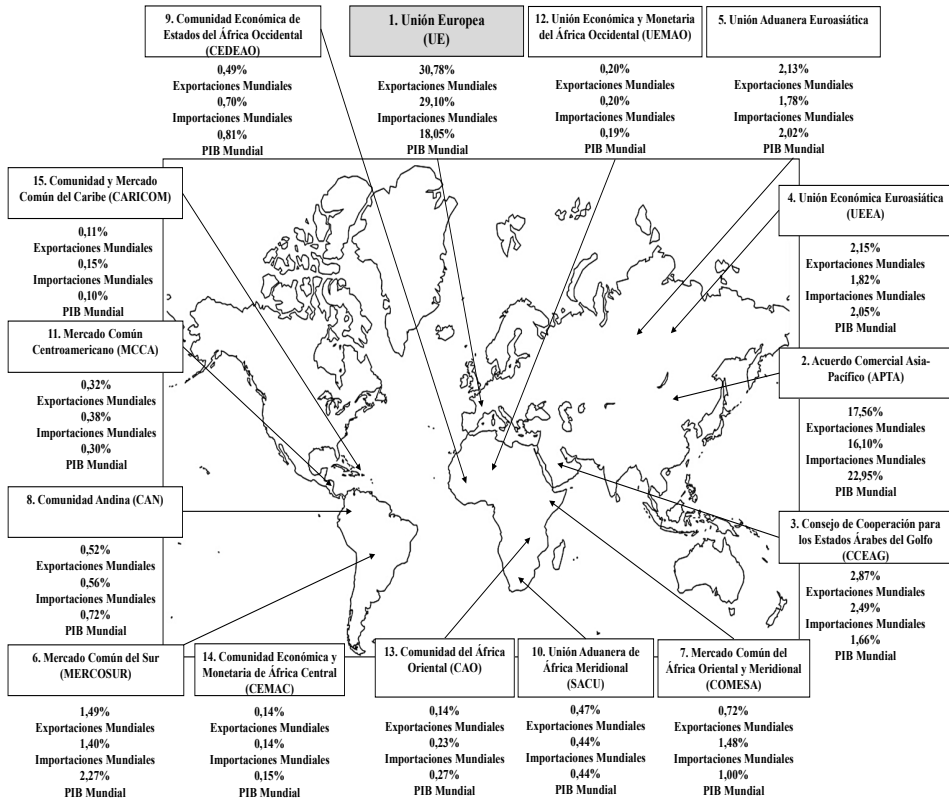 9. Comunidad Económica de
Estados del África Occidental
(CEDEAO)
0,49%
Exportaciones Mundiales
0,70%
Importaciones Mundiales
0,81%
PIB Mundial
1. Unión Europea
(UE)
30,78%
Exportaciones Mundiales
29,10%
Importaciones Mundiales
18,05%
PIB Mundial
12. Unión Económica y Monetaria
del África Occidental (UEMAO)
0,20%
Exportaciones Mundiales
0,20%
Importaciones Mundiales
0,19%
PIB Mundial
5. Unión Aduanera Euroasiática
2,13%
Exportaciones Mundiales
1,78%
Importaciones Mundiales
2,02%
PIB Mundial
15. Comunidad y Mercado
Común del Caribe (CARICOM)
0,11%
Exportaciones Mundiales
0,15%
Importaciones Mundiales
0,10%
PIB Mundial
4. Unión Económica Euroasiática
(UEEA)
2,15%
Exportaciones Mundiales
1,82%
Importaciones Mundiales
2,05%
PIB Mundial
11. Mercado Común
Centroamericano (MCCA)
0,32%
Exportaciones Mundiales
0,38%
Importaciones Mundiales
0,30%
PIB Mundial
2. Acuerdo Comercial Asia-
Pacífico (APTA)
17,56%
Exportaciones Mundiales
16,10%
Importaciones Mundiales
22,95%
PIB Mundial
8. Comunidad Andina (CAN)
0,52%
Exportaciones Mundiales
0,56%
Importaciones Mundiales
0,72%
PIB Mundial
3. Consejo de Cooperación para
los Estados Árabes del Golfo
(CCEAG)
2,87%
Exportaciones Mundiales
2,49%
Importaciones Mundiales
1,66%
PIB Mundial
6. Mercado Común del Sur
(MERCOSUR)
1,49%
Exportaciones Mundiales
1,40%
Importaciones Mundiales
2,27%
PIB Mundial
14. Comunidad Económica y
Monetaria de África Central
(CEMAC)
0,14%
Exportaciones Mundiales
0,14%
Importaciones Mundiales
0,15%
PIB Mundial
13. Comunidad del África
Oriental (CAO)
0,14%
Exportaciones Mundiales
0,23%
Importaciones Mundiales
0,27%
PIB Mundial
10. Unión Aduanera de
África Meridional
(SACU)
0,47%
Exportaciones Mundiales
0,44%
Importaciones Mundiales
0,44%
PIB Mundial
7. Mercado Común del
África Oriental y Meridional
(COMESA)
0,72%
Exportaciones Mundiales
1,48%
Importaciones Mundiales
1,00%
PIB Mundial